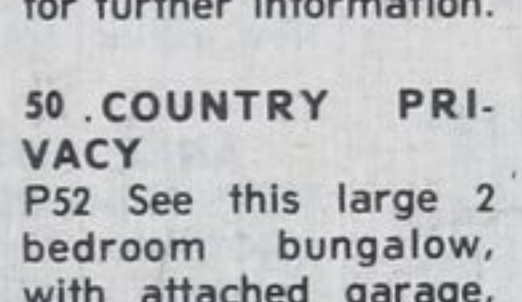 for further information.
50 .COUNTRY PRI-
VACY
P52 See this large 2
bedroom bungalow,
with attached garage,